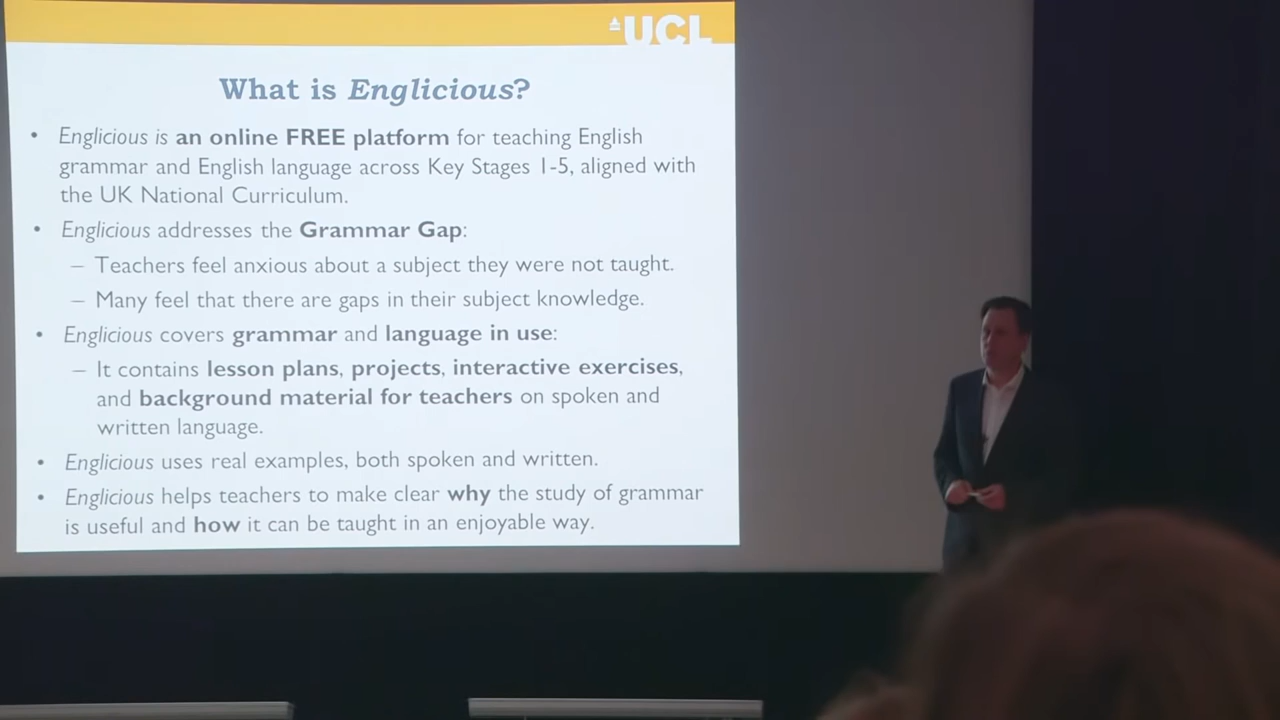 UCL
What is Englicious?
• Englicious is an online FREE platform for teaching English
grammar and English language across Key Stages 1-5, aligned with
the UK National Curriculum.
• Englicious addresses the Grammar Gap:
– Teachers feel anxious about a subject they were not taught.
– Many feel that there are gaps in their subject knowledge.
• Englicious covers grammar and language in use:
– It contains lesson plans, projects, interactive exercises,
and background material for teachers on spoken and
written language.
• Englicious uses real examples, both spoken and written.
• Englicious helps teachers to make clear why the study of grammar
is useful and how it can be taught in an enjoyable way.